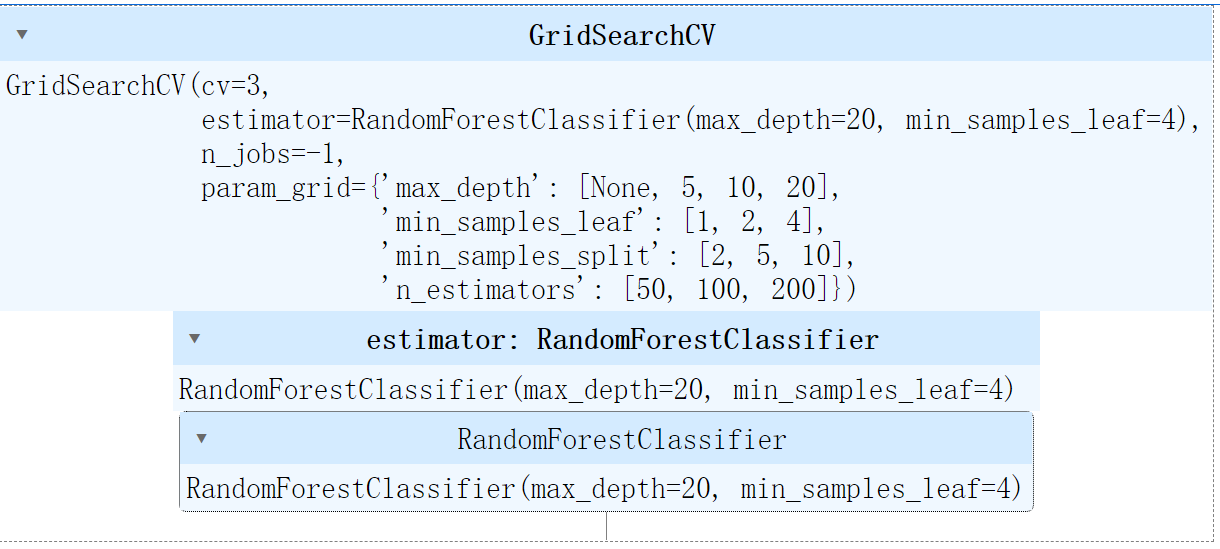 GridSearchCV
GridSearchCV(cv=3,
estimator=RandomForestClassifier(max_depth=20, min_samples_leaf=4),
n_jobs=-1,
param_grid={'max_depth': [None, 5, 10, 20],
'min_samples_leaf': [1, 2, 4],
'min_samples_split': [2, 5, 10],
'n_estimators': [50, 100, 200]})
estimator: RandomForestClassifier
RandomForestClassifier(max_depth=20, min_samples_leaf=4)
RandomForestClassifier
RandomForestClassifier(max_depth=20, min_samples_leaf=4)